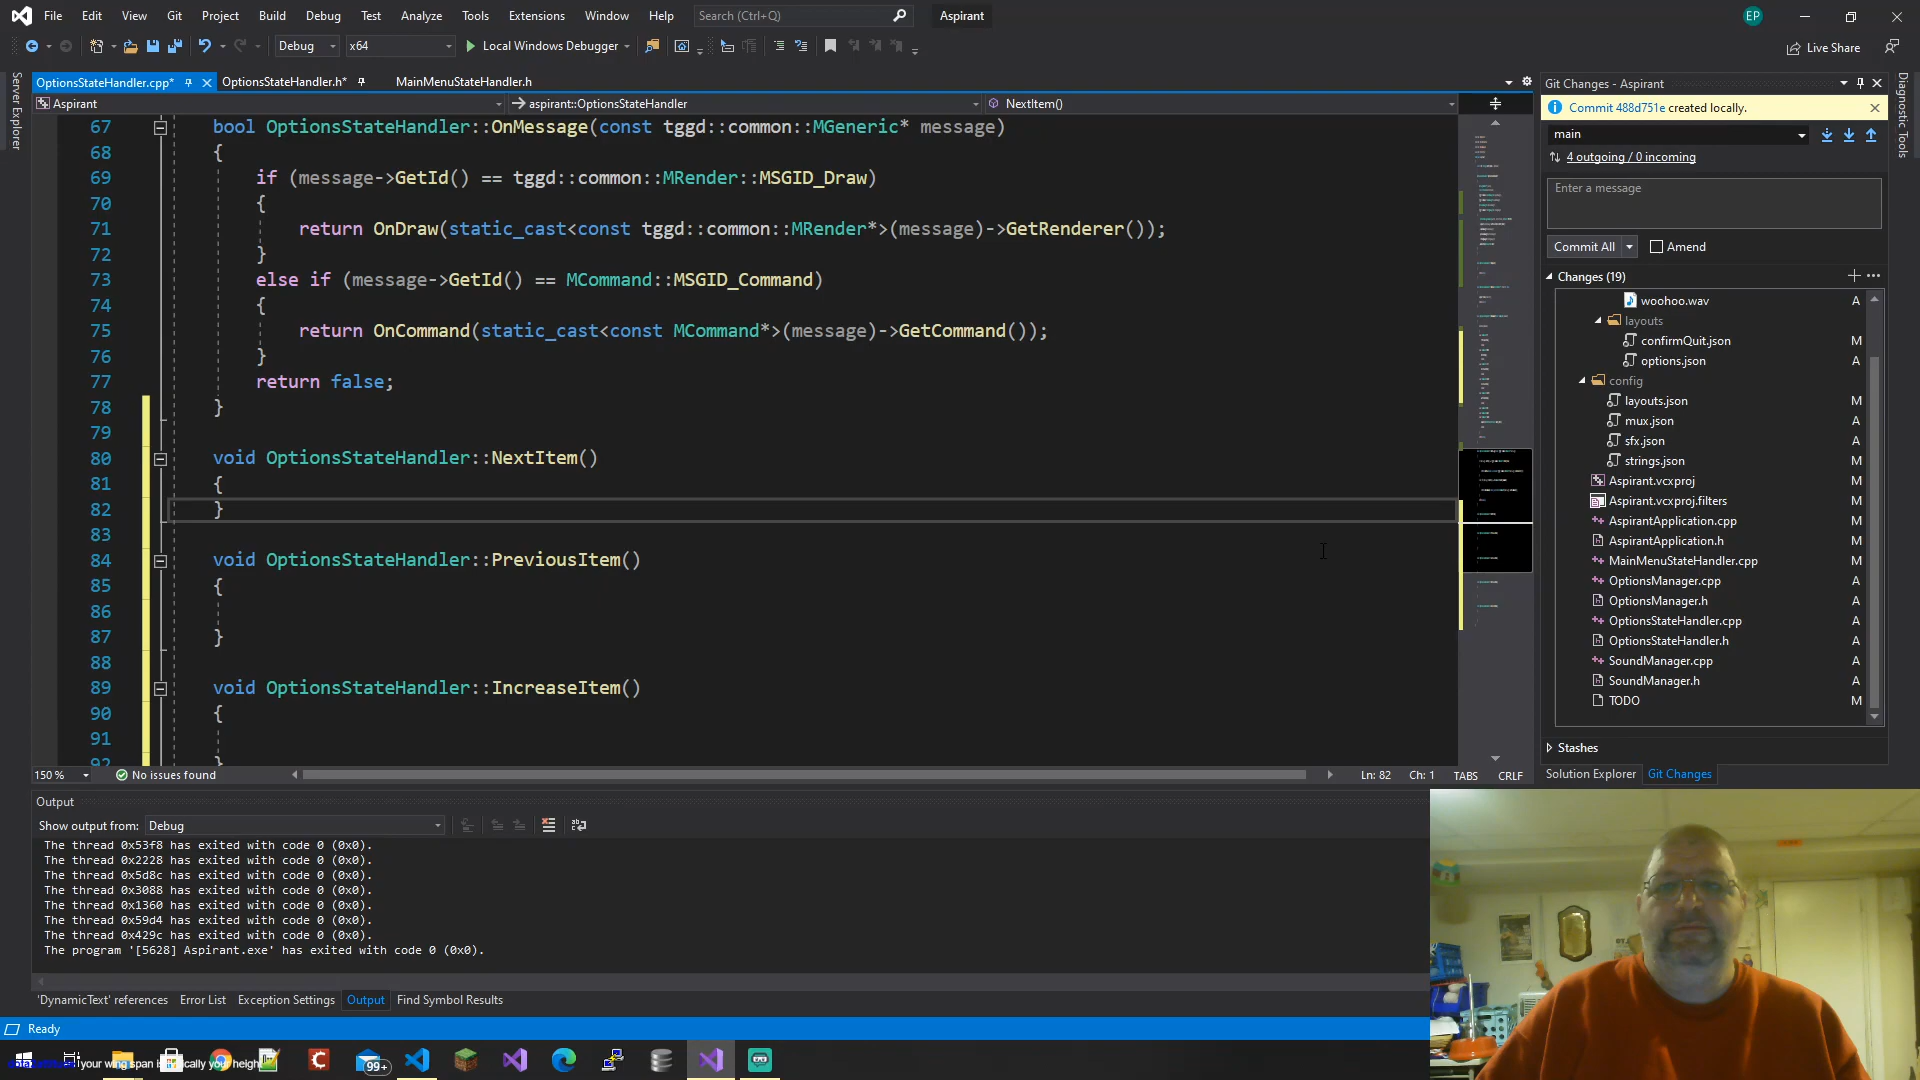 File Edit View Git Project Build Debug Test Analyze Tools Extensions Window Help Search (Ctrl+Q) Aspirant EP
Debug x64 Local Windows Debugger Live Share
OptionsStateHandler.cpp* OptionsStateHandler.h* MainMenuStateHandler.h
Aspirant aspirant::OptionsStateHandler NextItem()
Server Explorer
67 bool OptionsStateHandler::OnMessage(const tggd::common::MGeneric* message)
68 {
69 if (message->GetId() == tggd::common::MRender::MSGID_Draw)
70 {
71 return OnDraw(static_cast<const tggd::common::MRender*>(message)->GetRenderer());
72 }
73 else if (message->GetId() == MCommand::MSGID_Command)
74 {
75 return OnCommand(static_cast<const MCommand*>(message)->GetCommand());
76 }
77 return false;
78 }
79
80 void OptionsStateHandler::NextItem()
81 {
82 }
83
84 void OptionsStateHandler::PreviousItem()
85 {
86
87 }
88
89 void OptionsStateHandler::IncreaseItem()
90 {
91
92 }
150 % No issues found Ln: 82 Ch: 1 TABS CRLF
Output
Show output from: Debug
The thread 0x53f8 has exited with code 0 (0x0).
The thread 0x2228 has exited with code 0 (0x0).
The thread 0x5d8c has exited with code 0 (0x0).
The thread 0x3088 has exited with code 0 (0x0).
The thread 0x1360 has exited with code 0 (0x0).
The thread 0x59d4 has exited with code 0 (0x0).
The thread 0x429c has exited with code 0 (0x0).
The program '[5628] Aspirant.exe' has exited with code 0 (0x0).
'DynamicText' references Error List Exception Settings Output Find Symbol Results
Ready
Git Changes - Aspirant
Commit 488d751e created locally.
main
4 outgoing / 0 incoming
Enter a message
Commit All Amend
Changes (19)
woohoo.wav A
layouts
confirmQuit.json M
options.json A
config
layouts.json M
mux.json A
sfx.json A
strings.json M
Aspirant.vcxproj M
Aspirant.vcxproj.filters M
AspirantApplication.cpp M
AspirantApplication.h M
MainMenuStateHandler.cpp M
OptionsManager.cpp A
OptionsManager.h A
OptionsStateHandler.cpp A
OptionsStateHandler.h A
SoundManager.cpp A
SoundManager.h A
TODO M
Stashes
Solution Explorer Git Changes
Diagnostic Tools
your wing span is
you
heigh
99+